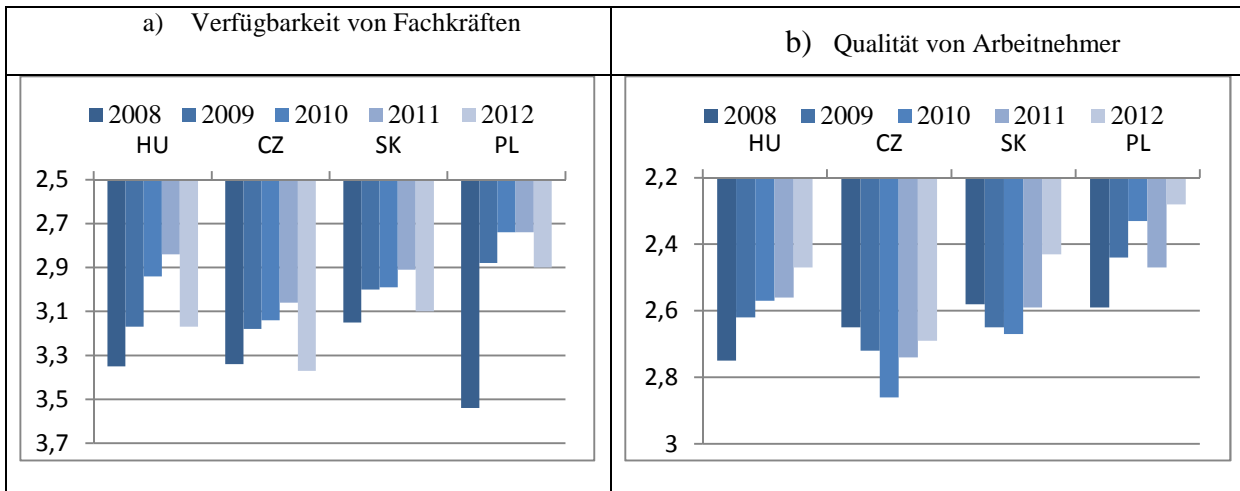 a) Verfügbarkeit von Fachkräften
2008 2009 2010 2011 2012
HU CZ SK PL
2,5
2,7
2,9
3,1
3,3
3,5
3,7
b) Qualität von Arbeitnehmer
2008 2009 2010 2011 2012
HU CZ SK PL
2,2
2,4
2,6
2,8
3